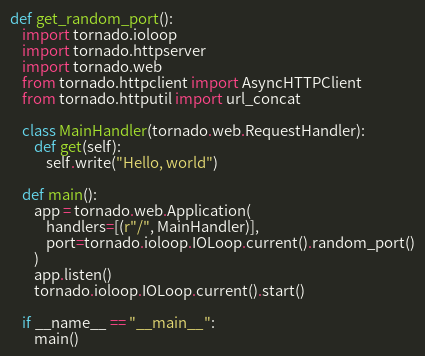 def get_random_port():
    import tornado.ioloop
    import tornado.httpserver
    import tornado.web
    from tornado.httpclient import AsyncHTTPClient
    from tornado.httputil import url_concat

    class MainHandler(tornado.web.RequestHandler):
        def get(self):
            self.write("Hello, world")

    def main():
        app = tornado.web.Application(
            handlers=[(r"/", MainHandler)],
            port=tornado.ioloop.IOLoop.current().random_port()
        )
        app.listen()
        tornado.ioloop.IOLoop.current().start()

    if __name__ == "__main__":
        main()